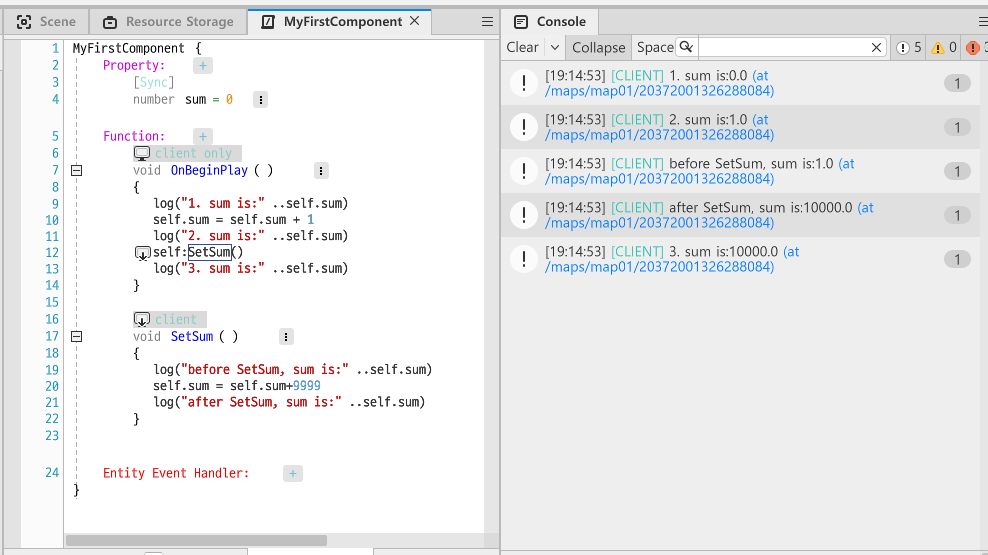 Scene
Resource Storage
MyFirstComponent
1 MyFirstComponent {
2 Property: +
3 [Sync]
4 number sum = 0
5 Function: +
6 client only
7 void OnBeginPlay ( )
8 {
9 log("1. sum is:" ..self.sum)
10 self.sum = self.sum + 1
11 log("2. sum is:" ..self.sum)
12 self:SetSum()
13 log("3. sum is:" ..self.sum)
14 }
15
16 client
17 void SetSum ( )
18 {
19 log("before SetSum, sum is:" ..self.sum)
20 self.sum = self.sum+9999
21 log("after SetSum, sum is:" ..self.sum)
22 }
23
24 Entity Event Handler: +
}
Console
Clear Collapse Space 5 0
[19:14:53] [CLIENT] 1. sum is:0.0 (at
/maps/map01/20372001326288084) 1
[19:14:53] [CLIENT] 2. sum is:1.0 (at
/maps/map01/20372001326288084) 1
[19:14:53] [CLIENT] before SetSum, sum is:1.0 (at
/maps/map01/20372001326288084) 1
[19:14:53] [CLIENT] after SetSum, sum is:10000.0 (at
/maps/map01/20372001326288084) 1
[19:14:53] [CLIENT] 3. sum is:10000.0 (at
/maps/map01/20372001326288084) 1